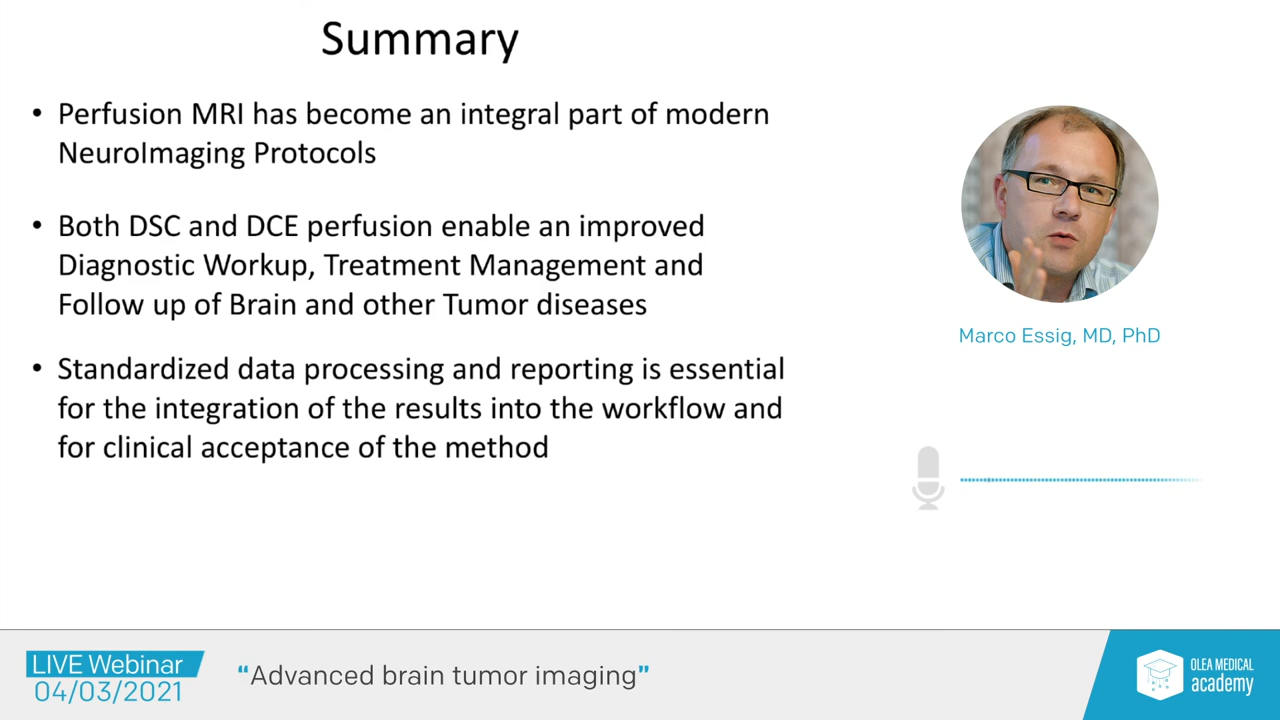 Summary
• Perfusion MRI has become an integral part of modern
NeuroImaging Protocols
• Both DSC and DCE perfusion enable an improved
Diagnostic Workup, Treatment Management and
Follow up of Brain and other Tumor diseases
• Standardized data processing and reporting is essential
for the integration of the results into the workflow and
for clinical acceptance of the method
Marco Essig, MD, PhD
LIVE Webinar
04/03/2021
“Advanced brain tumor imaging”
OLEA MEDICAL
academy